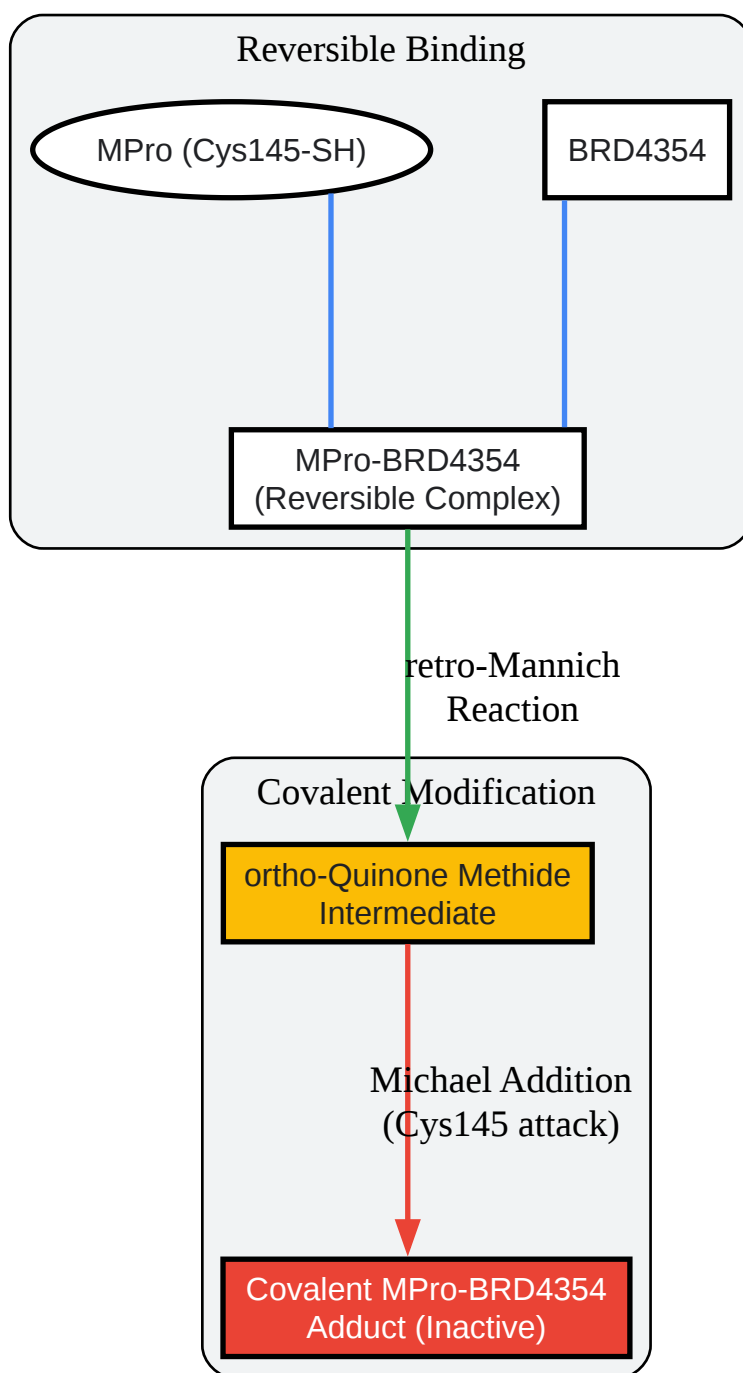 Reversible Binding
MPro (Cys145-SH)
BRD4354
MPro-BRD4354
(Reversible Complex)
retro-Mannich
Reaction
Covalent Modification
ortho-Quinone Methide
Intermediate
Michael Addition
(Cys145 attack)
Covalent MPro-BRD4354
Adduct (Inactive)